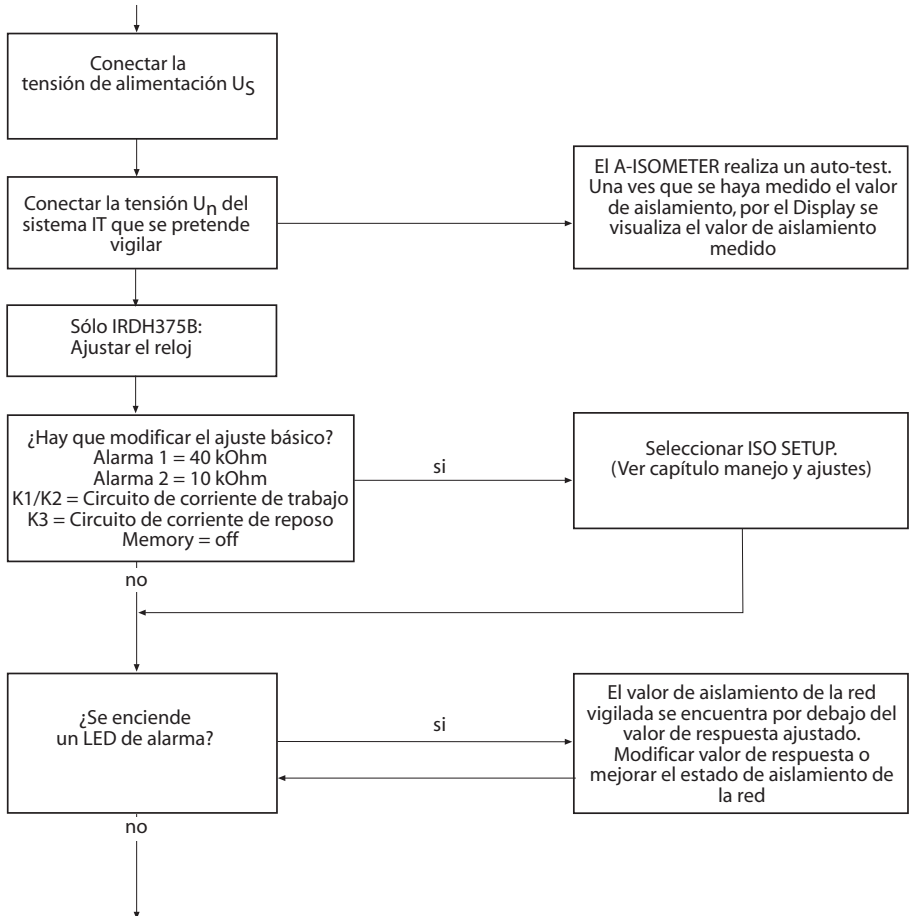 Conectar la
tensión de alimentación US
Conectar la tensión Un del
sistema IT que se pretende
vigilar
El A-ISOMETER realiza un auto-test.
Una ves que se haya medido el valor
de aislamiento, por el Display se
visualiza el valor de aislamiento
medido
Sólo IRDH375B:
Ajustar el reloj
¿Hay que modificar el ajuste básico?
Alarma 1 = 40 kOhm
Alarma 2 = 10 kOhm
K1/K2 = Circuito de corriente de trabajo
K3 = Circuito de corriente de reposo
Memory = off
si
Seleccionar ISO SETUP.
(Ver capítulo manejo y ajustes)
no
¿Se enciende
un LED de alarma?
si
El valor de aislamiento de la red
vigilada se encuentra por debajo del
valor de respuesta ajustado.
Modificar valor de respuesta o
mejorar el estado de aislamiento de
la red
no